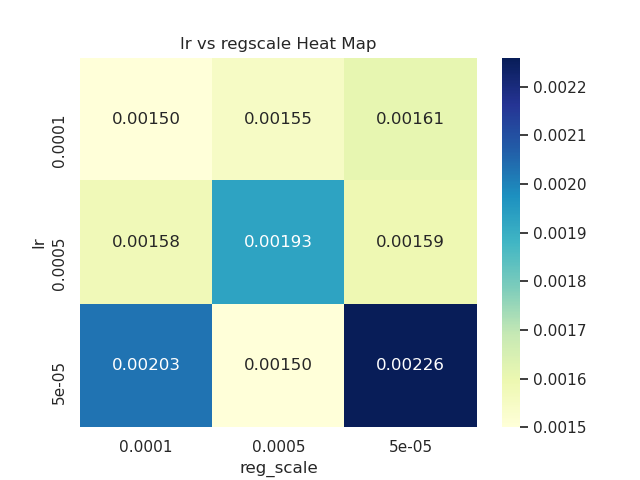 lr vs regscale Heat Map
0.00150 0.00155 0.00161
0.00158 0.00193 0.00159
0.00203 0.00150 0.00226
0.0001
0.0005
5e-05
lr
0.0001 0.0005 5e-05
reg_scale
0.0022
0.0021
0.0020
0.0019
0.0018
0.0017
0.0016
0.0015